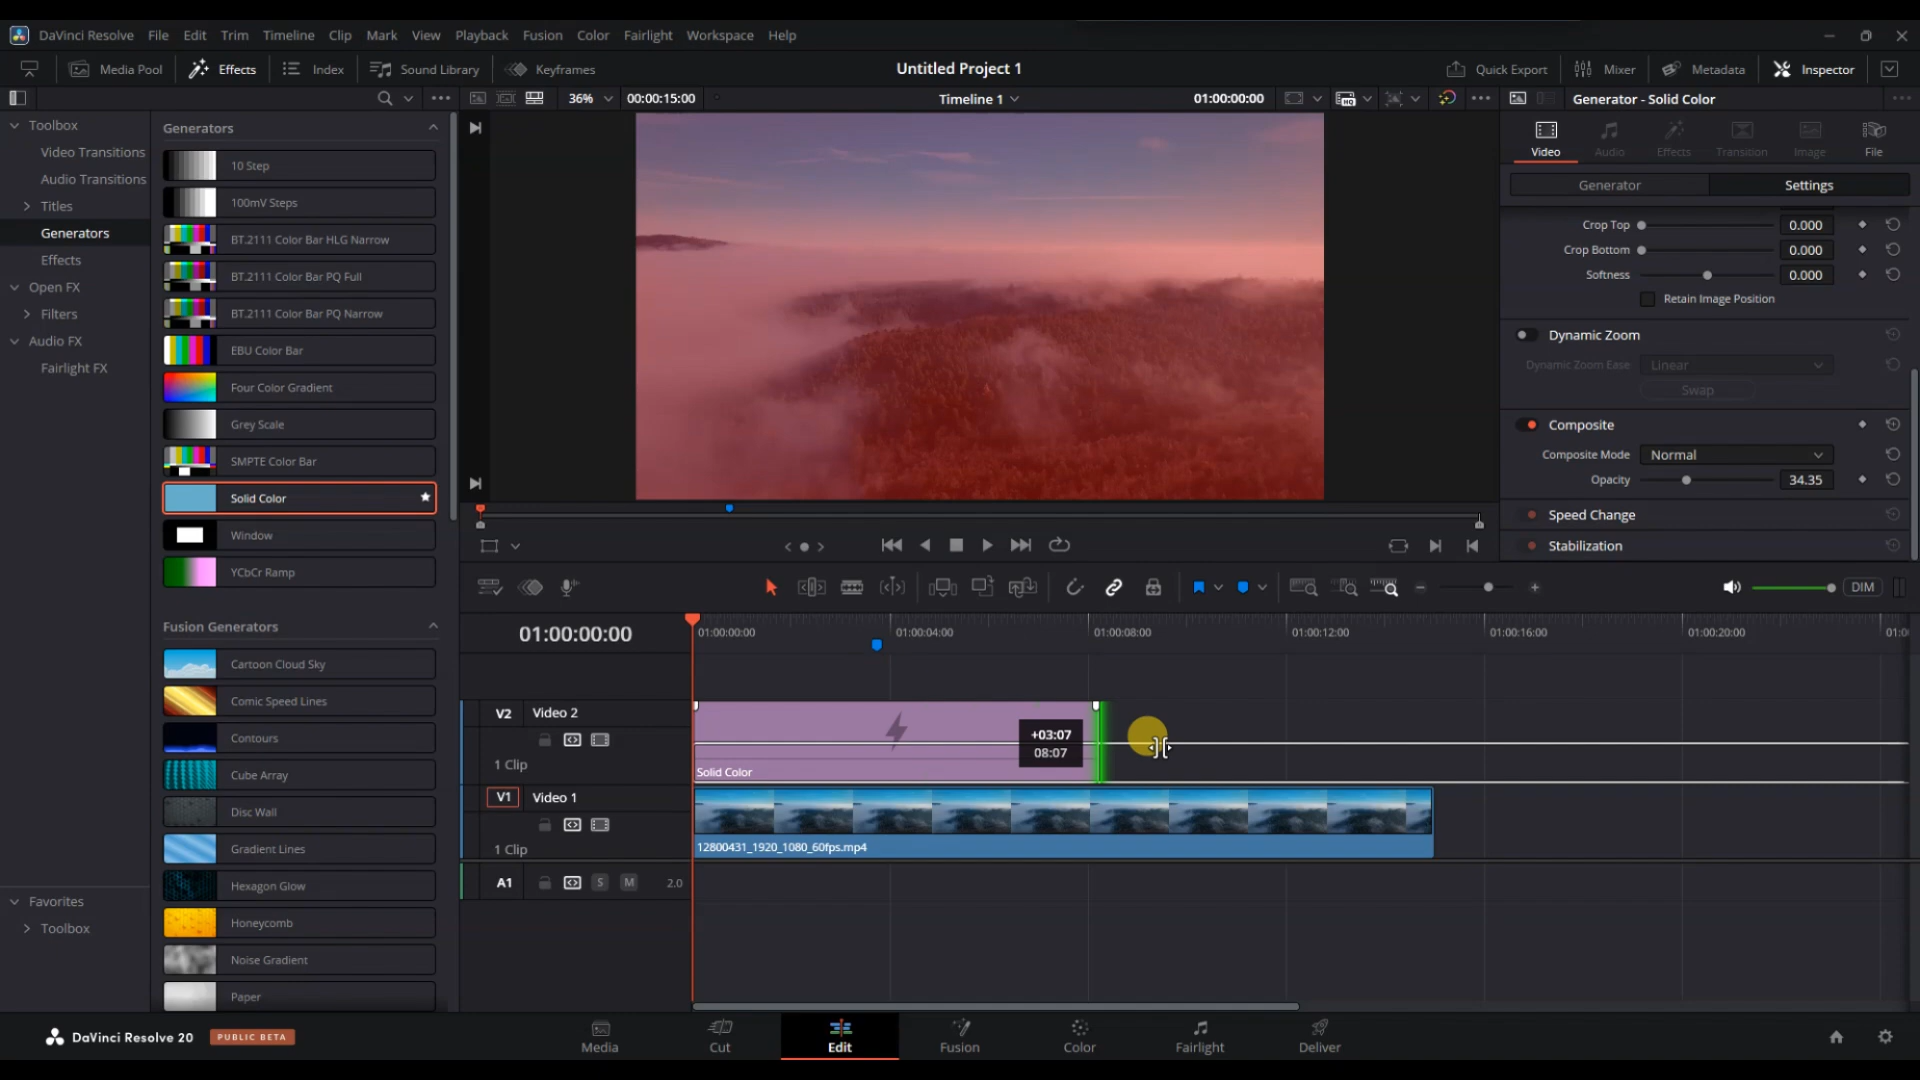 DaVinci Resolve File Edit Trim Timeline Clip Mark View Playback Fusion Color Fairlight Workspace Help
Media Pool Effects Index Sound Library Keyframes Untitled Project 1 Quick Export Mixer Metadata Inspector
36% 00:00:15:00 Timeline 1 01:00:00:00 Generator - Solid Color
Toolbox
Video Transitions
Audio Transitions
Titles
Generators
Effects
Open FX
Filters
Audio FX
Fairlight FX
Favorites
Toolbox
Generators
10 Step
100mV Steps
BT.2111 Color Bar HLG Narrow
BT.2111 Color Bar PQ Full
BT.2111 Color Bar PQ Narrow
EBU Color Bar
Four Color Gradient
Grey Scale
SMPTE Color Bar
Solid Color
Window
YCbCr Ramp
Fusion Generators
Cartoon Cloud Sky
Comic Speed Lines
Contours
Cube Array
Disc Wall
Gradient Lines
Hexagon Glow
Honeycomb
Noise Gradient
Paper
Video Audio Effects Transition Image File
Generator Settings
Crop Top 0.000
Crop Bottom 0.000
Softness 0.000
Retain Image Position
Dynamic Zoom
Dynamic Zoom Ease Linear
Swap
Composite
Composite Mode Normal
Opacity 34.35
Speed Change
Stabilization
DIM
01:00:00:00 01:00:00:00 01:00:04:00 01:00:08:00 01:00:12:00 01:00:16:00 01:00:20:00 01:0
V2 Video 2
1 Clip
+03:07
08:07
Solid Color
V1 Video 1
1 Clip
12800431_1920_1080_60fps.mp4
A1 S M 2.0
DaVinci Resolve 20 PUBLIC BETA
Media Cut Edit Fusion Color Fairlight Deliver